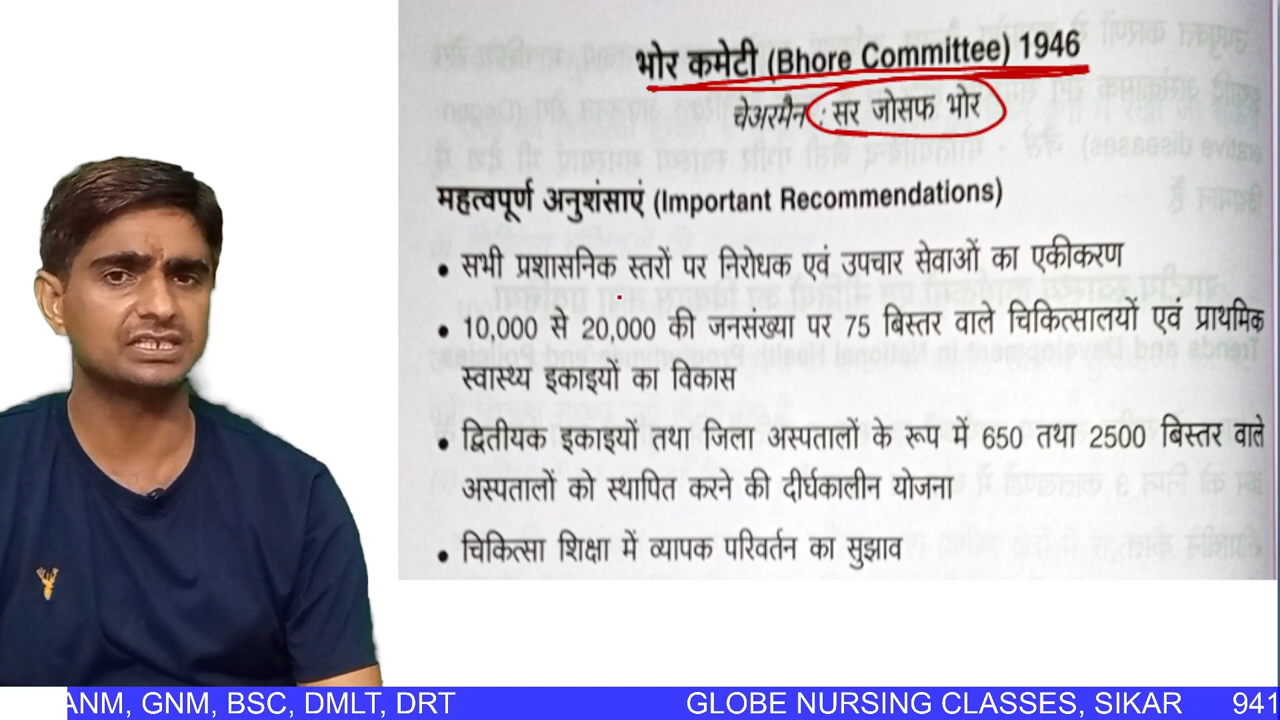 भोर कमेटी (Bhore Committee) 1946
चेअरमैन : सर जोसफ भोर
महत्वपूर्ण अनुशंसाएं (Important Recommendations)
• सभी प्रशासनिक स्तरों पर निरोधक एवं उपचार सेवाओं का एकीकरण
• 10,000 से 20,000 की जनसंख्या पर 75 बिस्तर वाले चिकित्सालयों एवं प्राथमिक
स्वास्थ्य इकाइयों का विकास
• द्वितीयक इकाइयों तथा जिला अस्पतालों के रूप में 650 तथा 2500 बिस्तर वाले
अस्पतालों को स्थापित करने की दीर्घकालीन योजना
• चिकित्सा शिक्षा में व्यापक परिवर्तन का सुझाव
ANM, GNM, BSC, DMLT, DRT GLOBE NURSING CLASSES, SIKAR 941